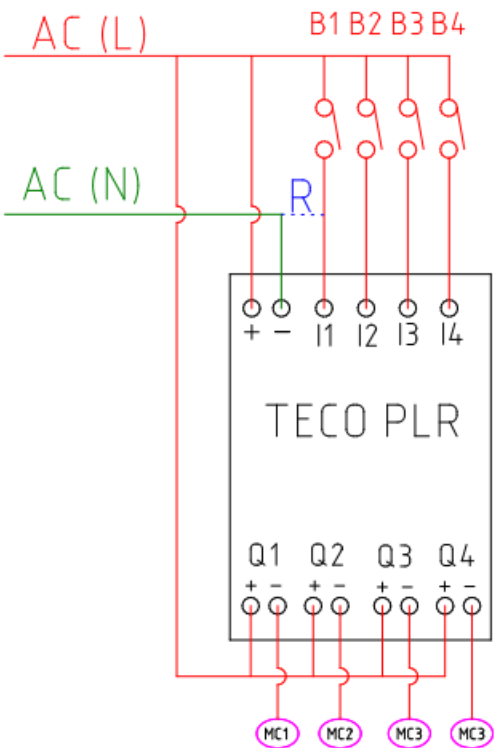 AC (L)
B1 B2 B3 B4
AC (N)
R
+ − I1 I2 I3 I4
TECO PLR
Q1 Q2 Q3 Q4
+ − + − + − + −
MC1 MC2 MC3 MC3